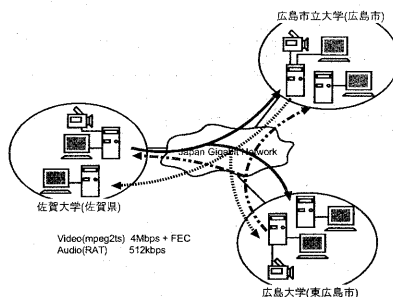 広島市立大学(広島市)
Japan Gigabit Network
佐賀大学(佐賀県)
Video(mpeg2ts) 4Mbps + FEC
Audio(RAT) 512kbps
広島大学(東広島市)